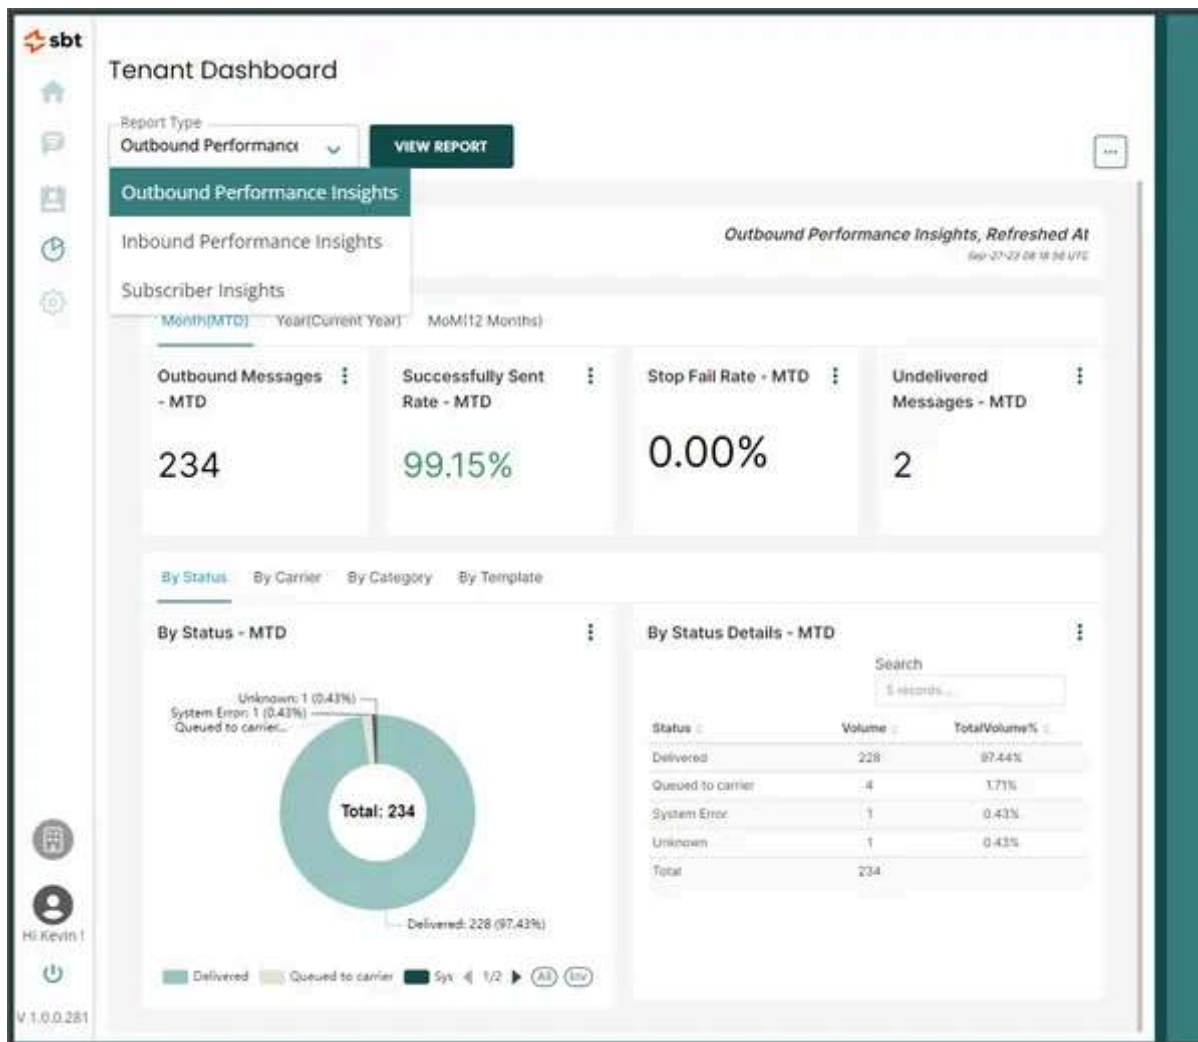 sbt
Tenant Dashboard
Report Type
Outbound Performance
VIEW REPORT
...
Outbound Performance Insights
Inbound Performance Insights
Subscriber Insights
Outbound Performance Insights, Refreshed At
Month(MTD) Year(Current Year) MoM(12 Months)
Outbound Messages
- MTD
234
Successfully Sent
Rate - MTD
99.15%
Stop Fail Rate - MTD
0.00%
Undelivered
Messages - MTD
2
By Status By Carrier By Category By Template
By Status - MTD
Unknown: 1 (0.43%)
System Error: 1 (0.43%)
Queued to carrier...
Total: 234
Delivered: 228 (97.43%)
Delivered Queued to carrier Sys 1/2 All Inv
By Status Details - MTD
Search
5 records...
Status Volume TotalVolume%
Delivered 228 97.44%
Queued to carrier 4 1.71%
System Error 1 0.43%
Unknown 1 0.43%
Total 234
Hi Kevin !
V 1.0.0.281